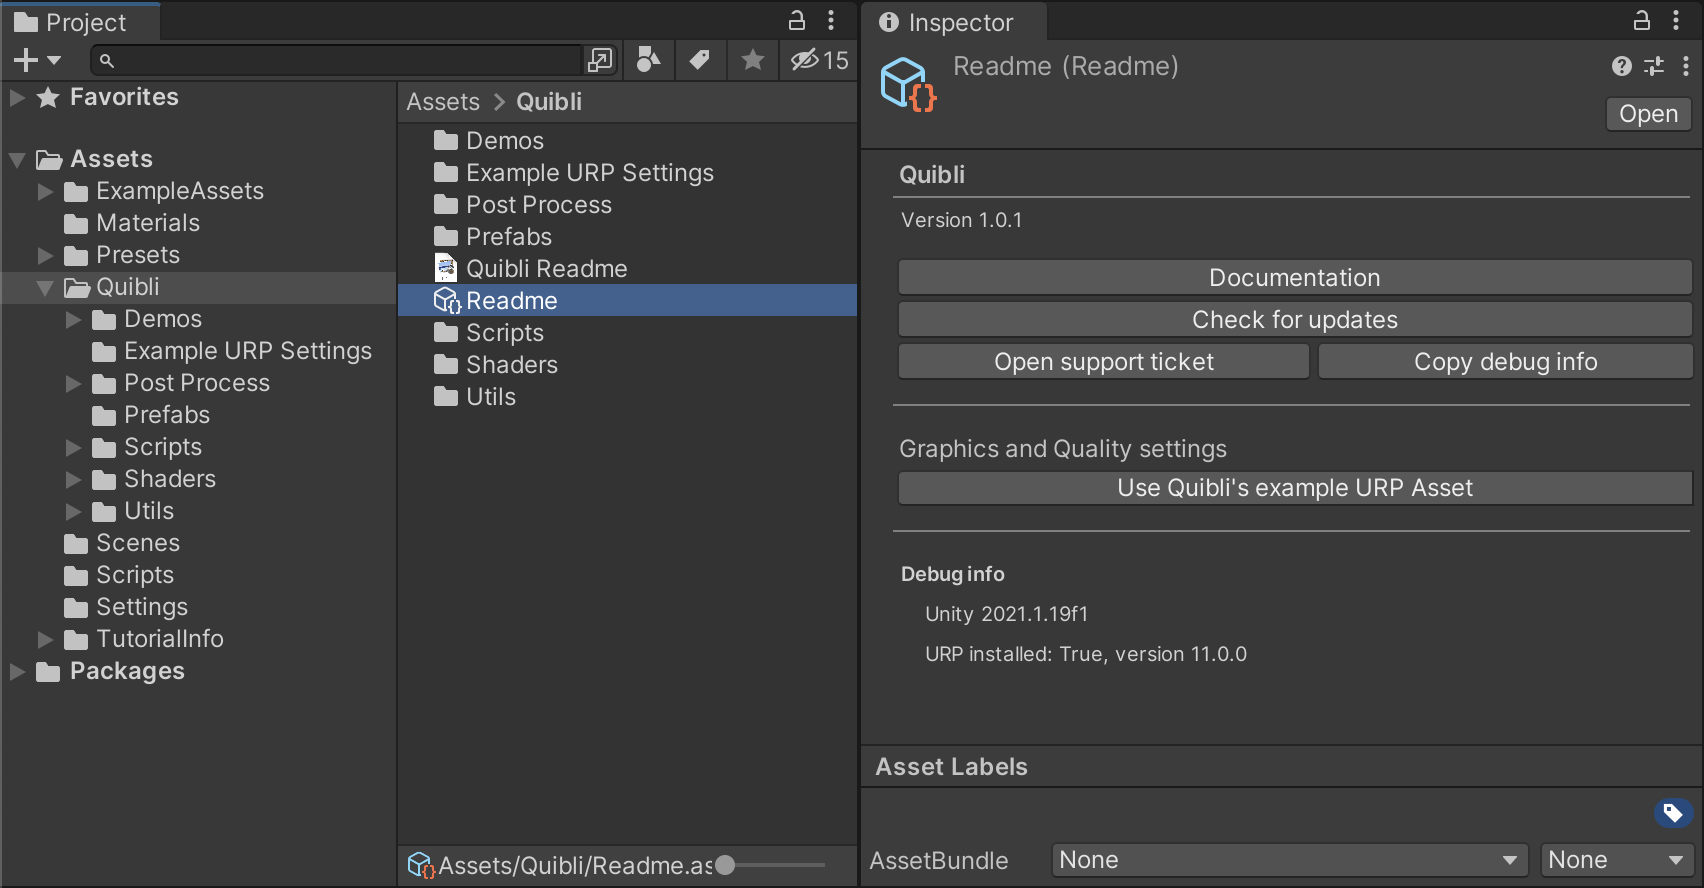 Project
15
Favorites
Assets
ExampleAssets
Materials
Presets
Quibli
Demos
Example URP Settings
Post Process
Prefabs
Scripts
Shaders
Utils
Scenes
Scripts
Settings
TutorialInfo
Packages
Assets > Quibli
Demos
Example URP Settings
Post Process
Prefabs
Quibli Readme
Readme
Scripts
Shaders
Utils
Assets/Quibli/Readme.as
Inspector
Readme (Readme)
Open
Quibli
Version 1.0.1
Documentation
Check for updates
Open support ticket Copy debug info
Graphics and Quality settings
Use Quibli's example URP Asset
Debug info
Unity 2021.1.19f1
URP installed: True, version 11.0.0
Asset Labels
AssetBundle None None